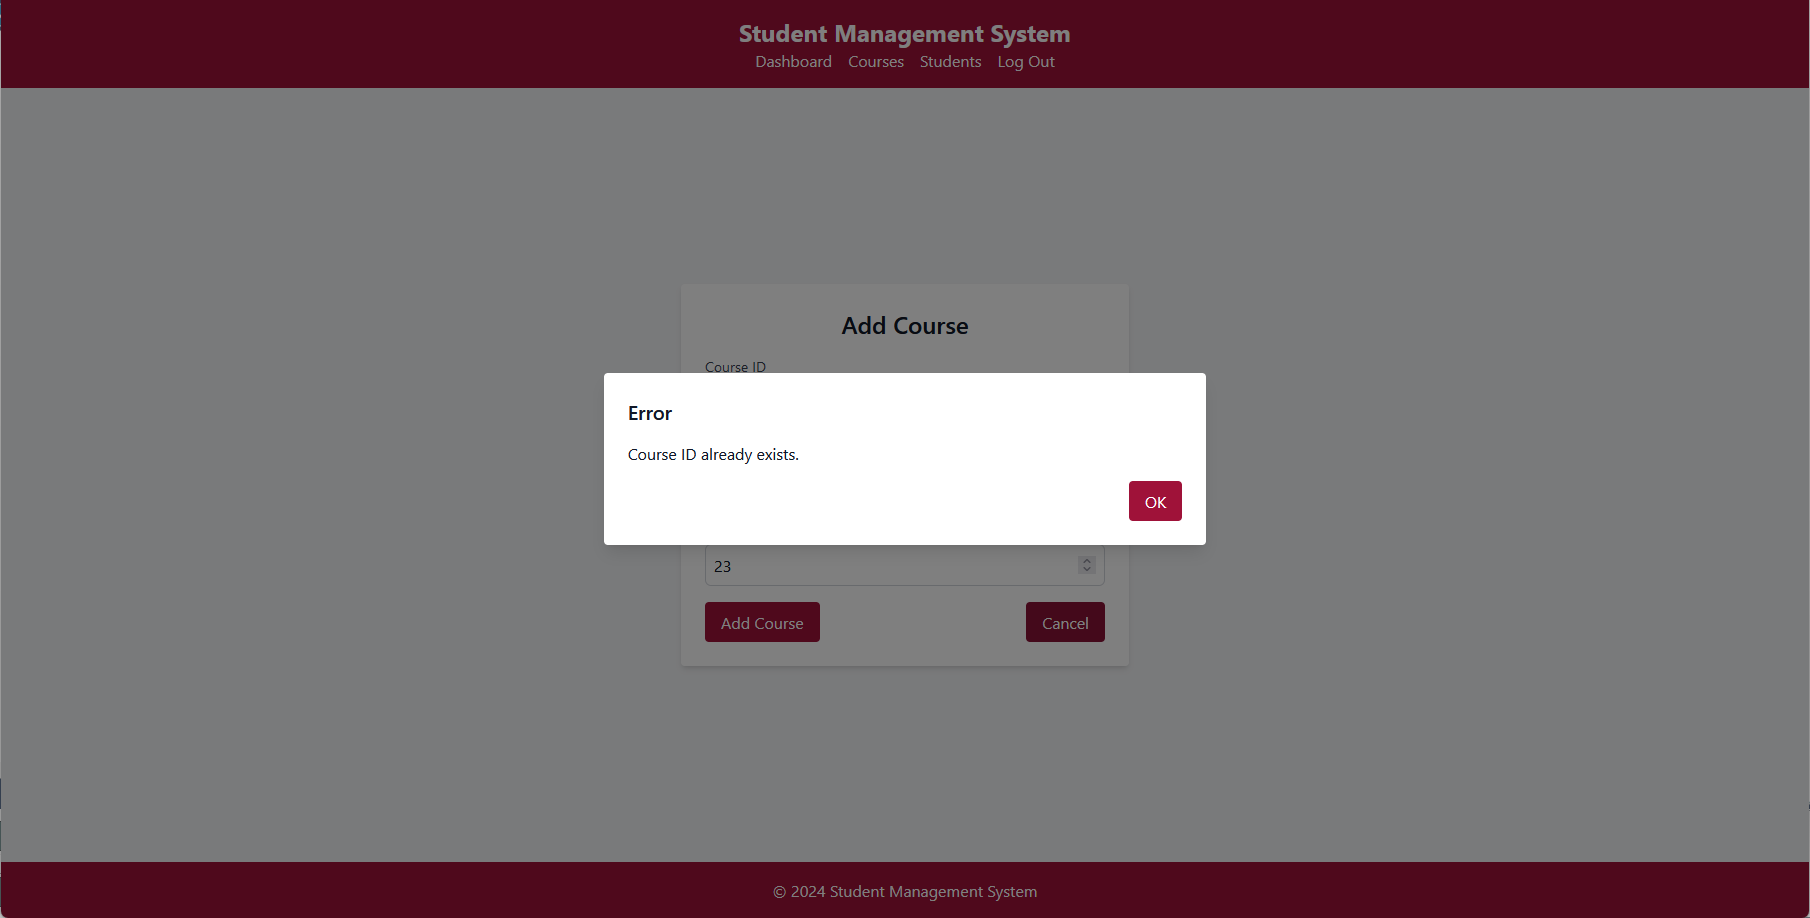 Student Management System
Dashboard Courses Students Log Out
Add Course
Course ID
Error
Course ID already exists.
OK
23
Add Course Cancel
© 2024 Student Management System